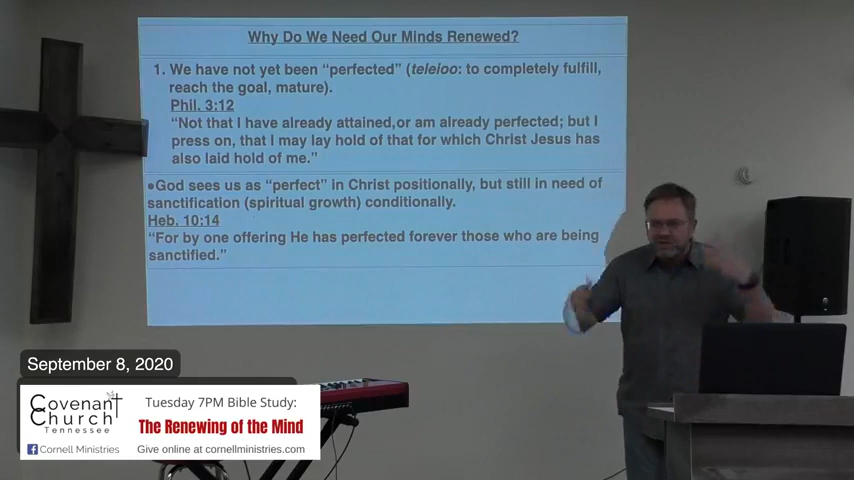 Why Do We Need Our Minds Renewed?
1. We have not yet been “perfected” (teleioo: to completely fulfill,
reach the goal, mature).
Phil. 3:12
“Not that I have already attained,or am already perfected; but I
press on, that I may lay hold of that for which Christ Jesus has
also laid hold of me.”
•God sees us as “perfect” in Christ positionally, but still in need of
sanctification (spiritual growth) conditionally.
Heb. 10:14
“For by one offering He has perfected forever those who are being
sanctified.”
September 8, 2020
Covenant
Church
Tennessee
Cornell Ministries
Tuesday 7PM Bible Study:
The Renewing of the Mind
Give online at cornellministries.com